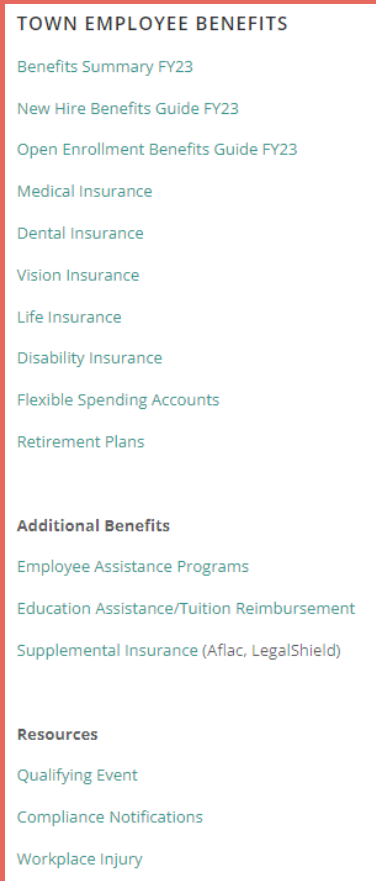 TOWN EMPLOYEE BENEFITS
Benefits Summary FY23
New Hire Benefits Guide FY23
Open Enrollment Benefits Guide FY23
Medical Insurance
Dental Insurance
Vision Insurance
Life Insurance
Disability Insurance
Flexible Spending Accounts
Retirement Plans
Additional Benefits
Employee Assistance Programs
Education Assistance/Tuition Reimbursement
Supplemental Insurance (Aflac, LegalShield)
Resources
Qualifying Event
Compliance Notifications
Workplace Injury